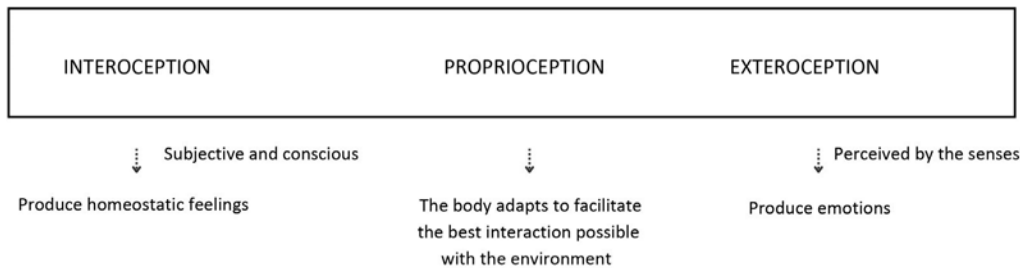 INTEROCEPTION
PROPRIOCEPTION
EXTEROCEPTION
Subjective and conscious
Perceived by the senses
Produce homeostatic feelings
The body adapts to facilitate
the best interaction possible
with the environment
Produce emotions